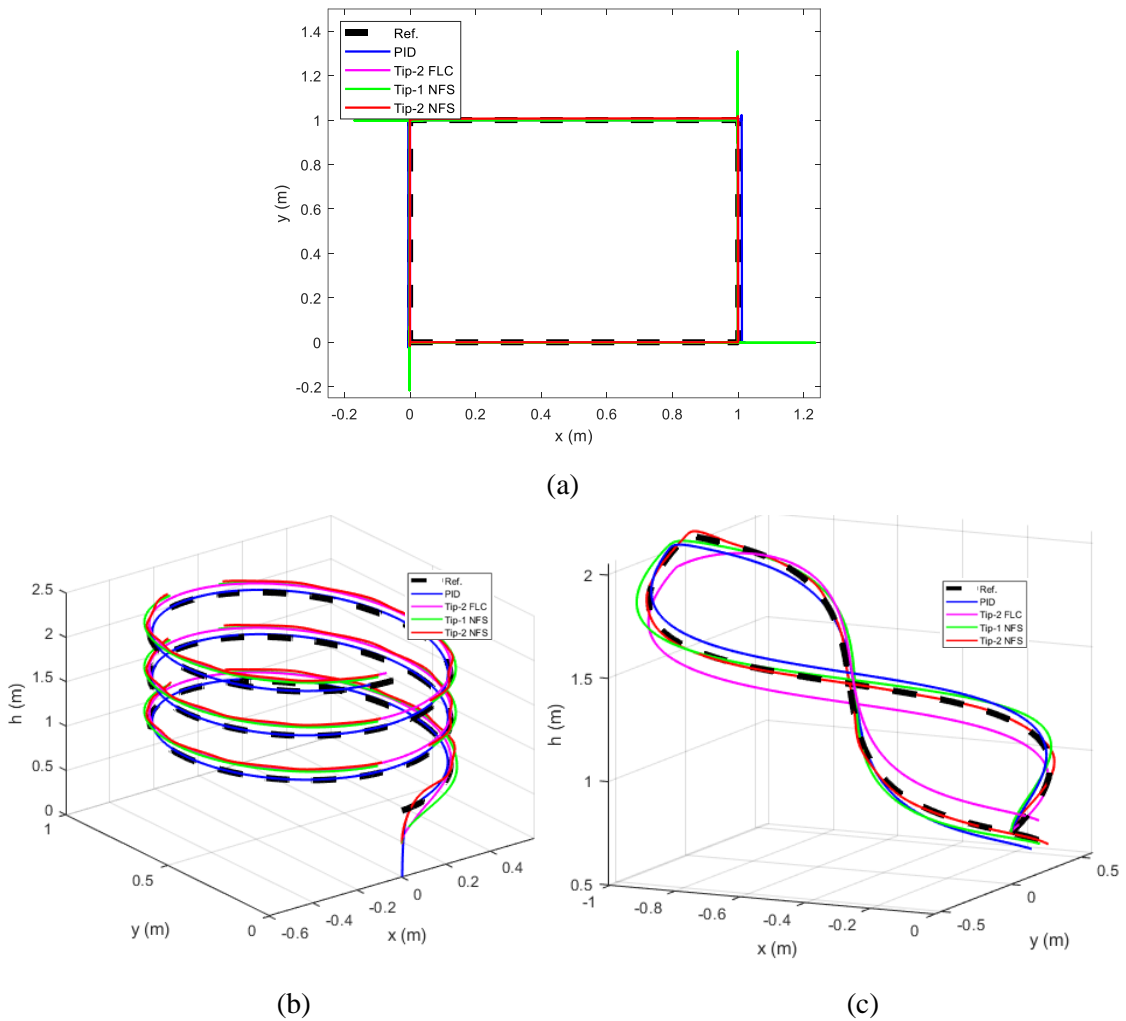 1.4
1.2
1
0.8
0.6
0.4
0.2
0
-0.2
y (m)
Ref.
PID
Tip-2 FLC
Tip-1 NFS
Tip-2 NFS
-0.2 0 0.2 0.4 0.6 0.8 1 1.2
x (m)
(a)
2.5
2
1.5
1
0.5
0
h (m)
Ref.
PID
Tip-2 FLC
Tip-1 NFS
Tip-2 NFS
1
0.5
0
y (m)
-0.6 -0.4 -0.2 0 0.2 0.4
x (m)
(b)
2
1.5
1
0.5
h (m)
Ref.
PID
Tip-2 FLC
Tip-1 NFS
Tip-2 NFS
-1 -0.8 -0.6 -0.4 -0.2 0
x (m)
-0.5 0 0.5
y (m)
(c)